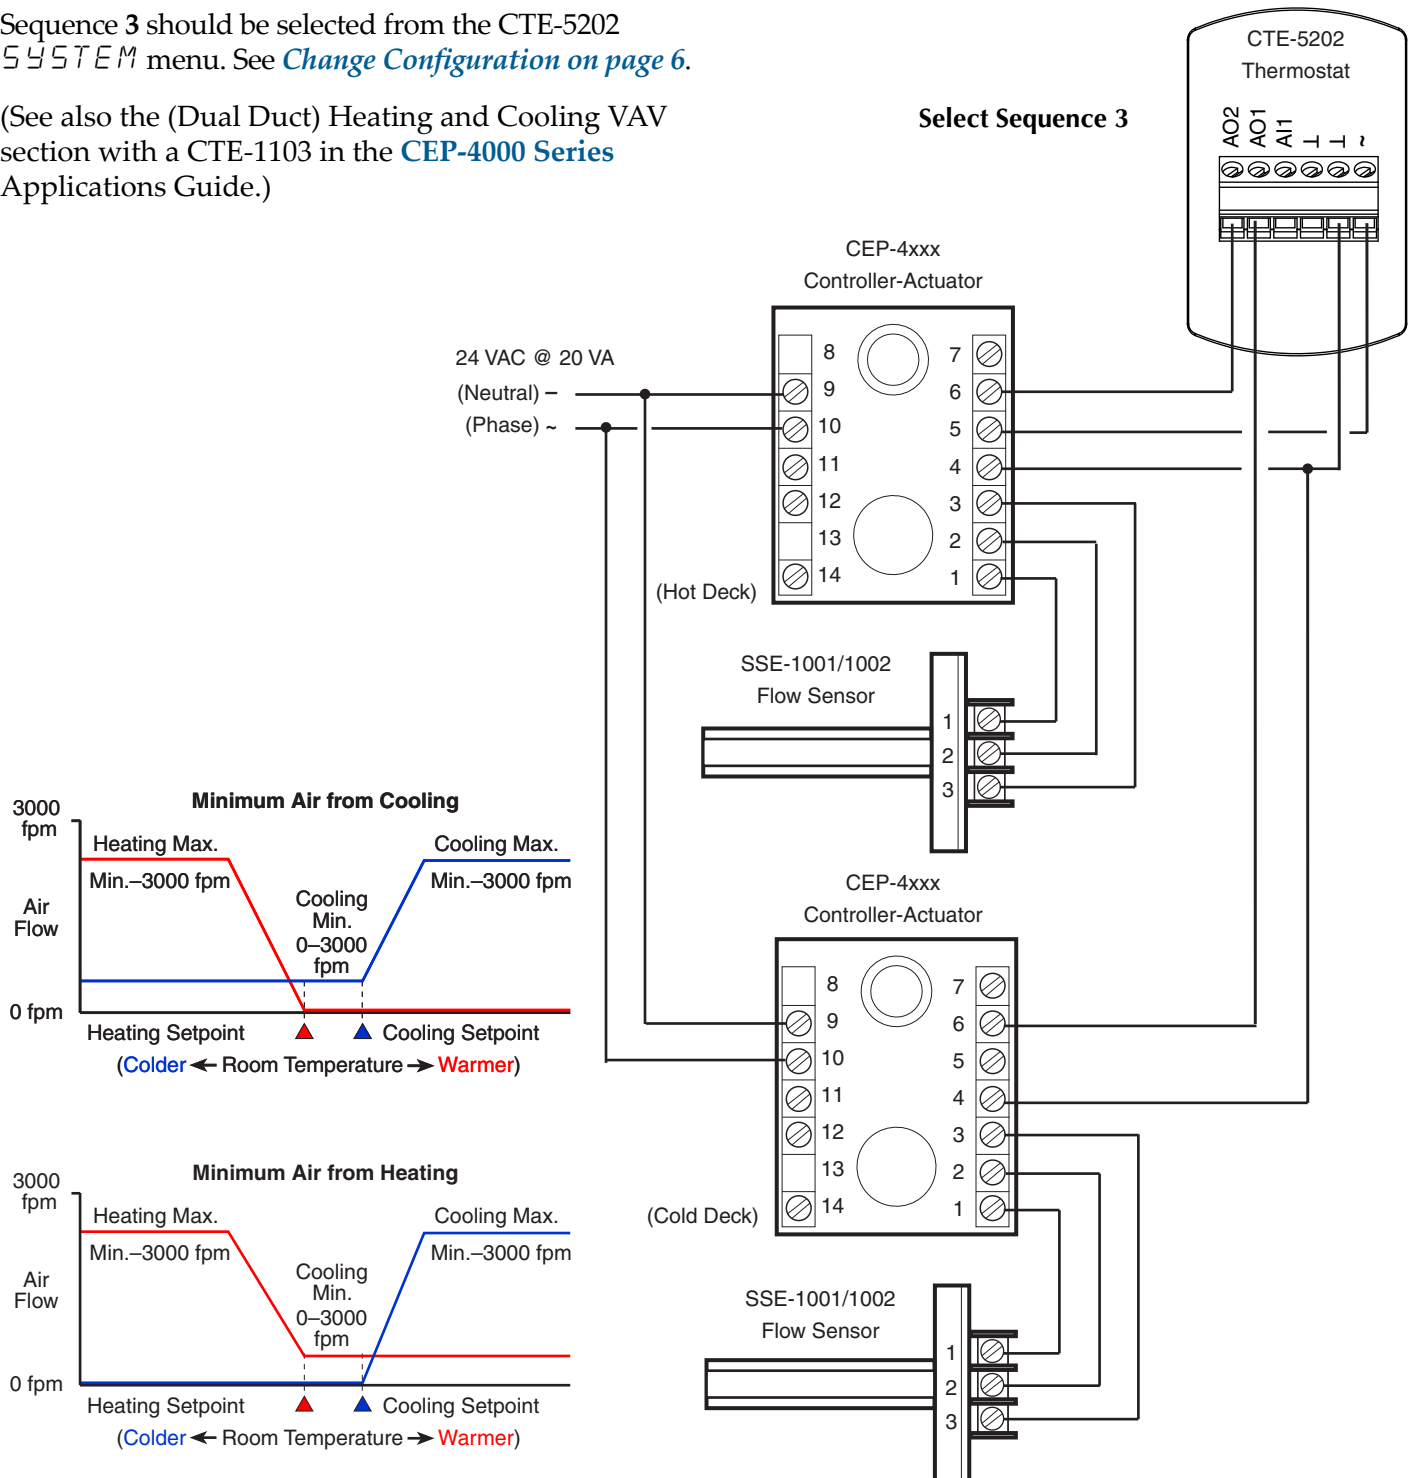 Sequence 3 should be selected from the CTE-5202
SYSTEM menu. See Change Configuration on page 6.
(See also the (Dual Duct) Heating and Cooling VAV
section with a CTE-1103 in the CEP-4000 Series
Applications Guide.)
Select Sequence 3
CTE-5202
Thermostat
AO2
AO1
AI1
⊥
⊥
~
CEP-4xxx
Controller-Actuator
24 VAC @ 20 VA
(Neutral) –
(Phase) ~
8
9
10
11
12
13
14
7
6
5
4
3
2
1
(Hot Deck)
SSE-1001/1002
Flow Sensor
1
2
3
CEP-4xxx
Controller-Actuator
8
9
10
11
12
13
14
7
6
5
4
3
2
1
(Cold Deck)
SSE-1001/1002
Flow Sensor
1
2
3
Minimum Air from Cooling
3000
fpm
Heating Max.
Min.–3000 fpm
Cooling Max.
Min.–3000 fpm
Cooling
Min.
0–3000
fpm
Air
Flow
0 fpm
Heating Setpoint
Cooling Setpoint
(Colder ← Room Temperature → Warmer)
Minimum Air from Heating
3000
fpm
Heating Max.
Min.–3000 fpm
Cooling Max.
Min.–3000 fpm
Cooling
Min.
0–3000
fpm
Air
Flow
0 fpm
Heating Setpoint
Cooling Setpoint
(Colder ← Room Temperature → Warmer)